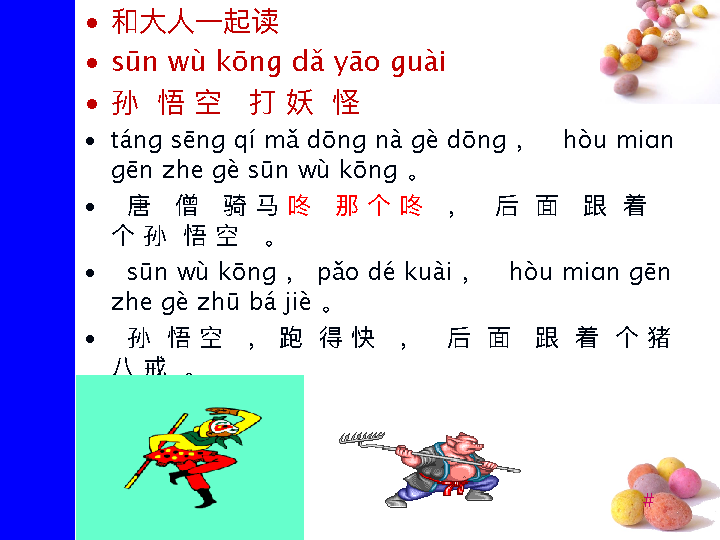 和大人一起读
sūn wù kōng dǎ yāo guài
孙 悟 空 打 妖 怪
táng sēng qí mǎ dōng nà gè dōng ， hòu mian
gēn zhe gè sūn wù kōng 。
唐 僧 骑 马 咚 那 个 咚 ， 后 面 跟 着
个 孙 悟 空 。
sūn wù kōng ， pǎo dé kuài ， hòu mian gēn
zhe gè zhū bá jiè 。
孙 悟 空 ， 跑 得 快 ， 后 面 跟 着 个 猪
八 戒 。
#